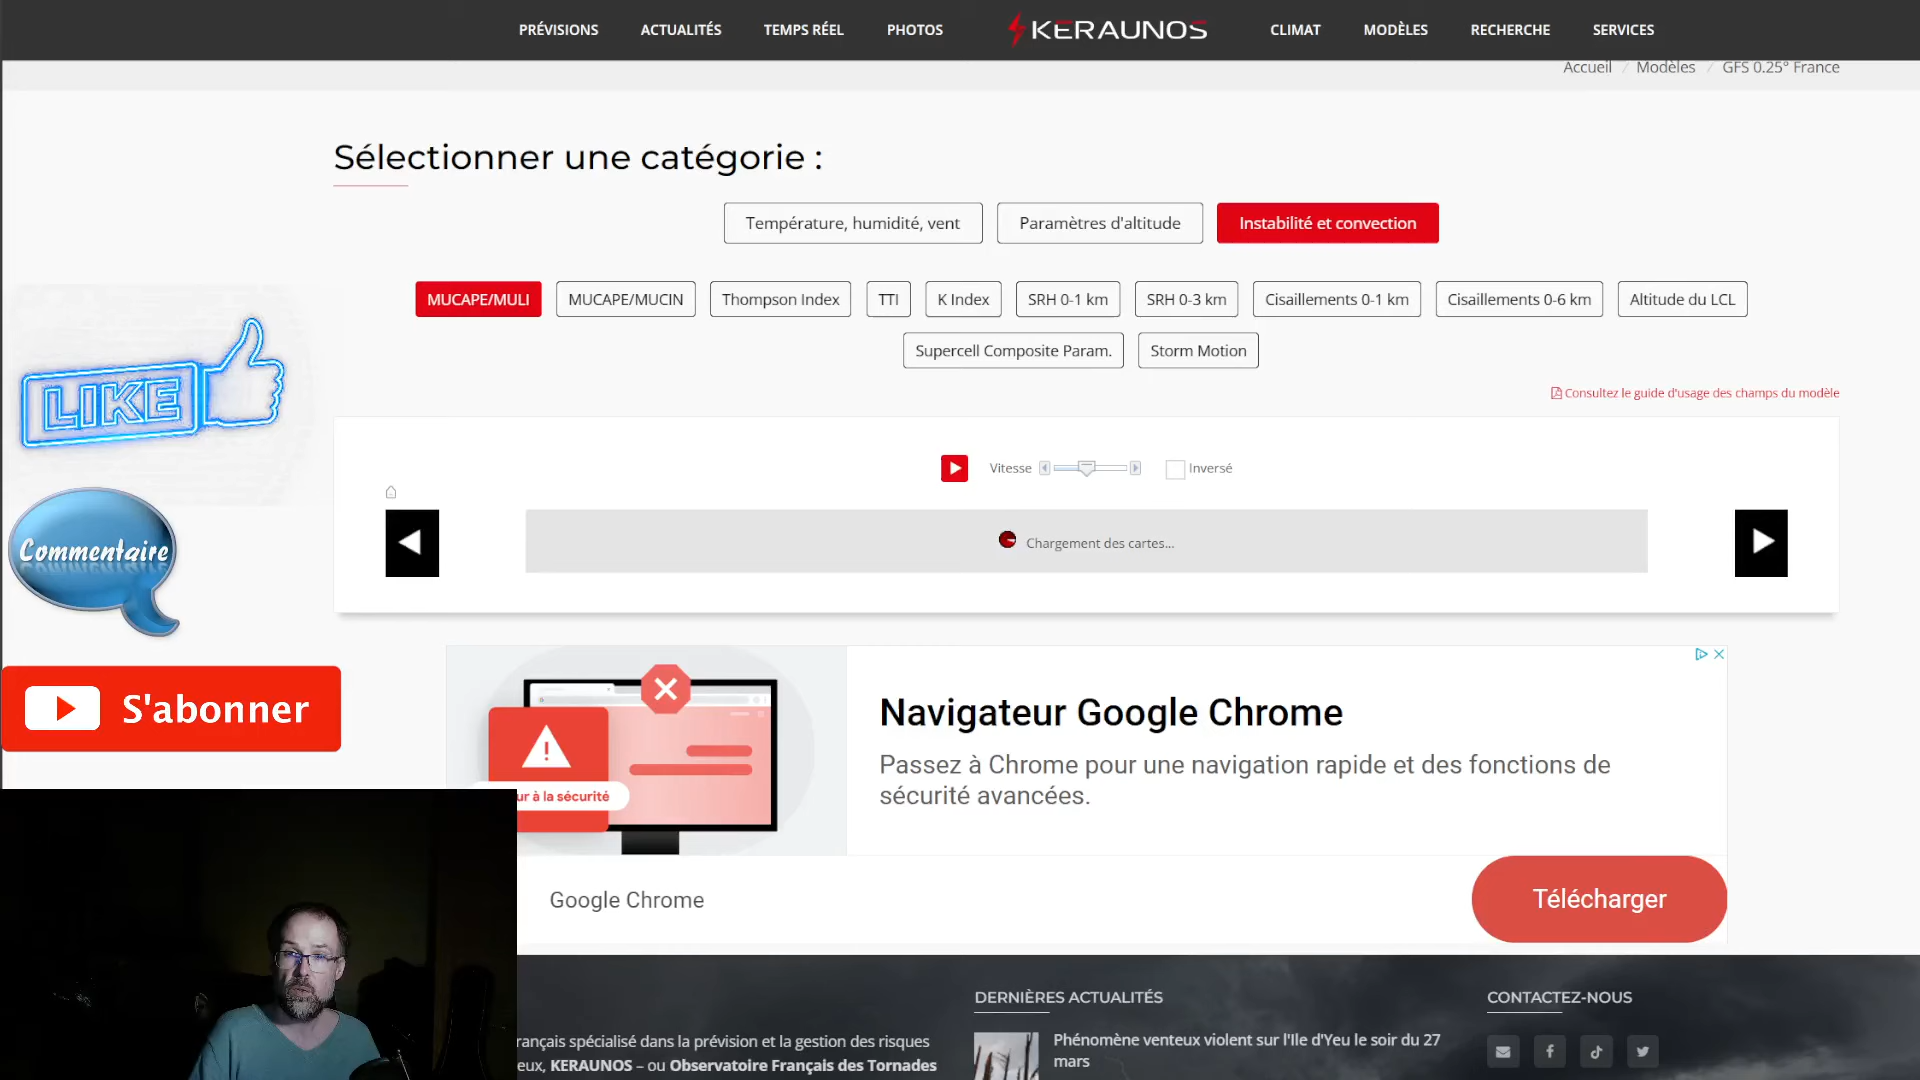 PRÉVISIONS
ACTUALITÉS
TEMPS RÉEL
PHOTOS
KERAUNOS
CLIMAT
MODÈLES
RECHERCHE
SERVICES
Accueil / Modèles / GFS 0.25° France
Sélectionner une catégorie :
Température, humidité, vent
Paramètres d'altitude
Instabilité et convection
MUCAPE/MULI
MUCAPE/MUCIN
Thompson Index
TTI
K Index
SRH 0-1 km
SRH 0-3 km
Cisaillements 0-1 km
Cisaillements 0-6 km
Altitude du LCL
Supercell Composite Param.
Storm Motion
Consultez le guide d'usage des champs du modèle
LIKE
Vitesse
Inversé
Chargement des cartes...
Commentaire
S'abonner
ur à la sécurité
Navigateur Google Chrome
Passez à Chrome pour une navigation rapide et des fonctions de
sécurité avancées.
Google Chrome
Télécharger
rançais spécialisé dans la prévision et la gestion des risques
eux, KERAUNOS – ou Observatoire Français des Tornades
DERNIÈRES ACTUALITÉS
Phénomène venteux violent sur l'Ile d'Yeu le soir du 27
mars
CONTACTEZ-NOUS